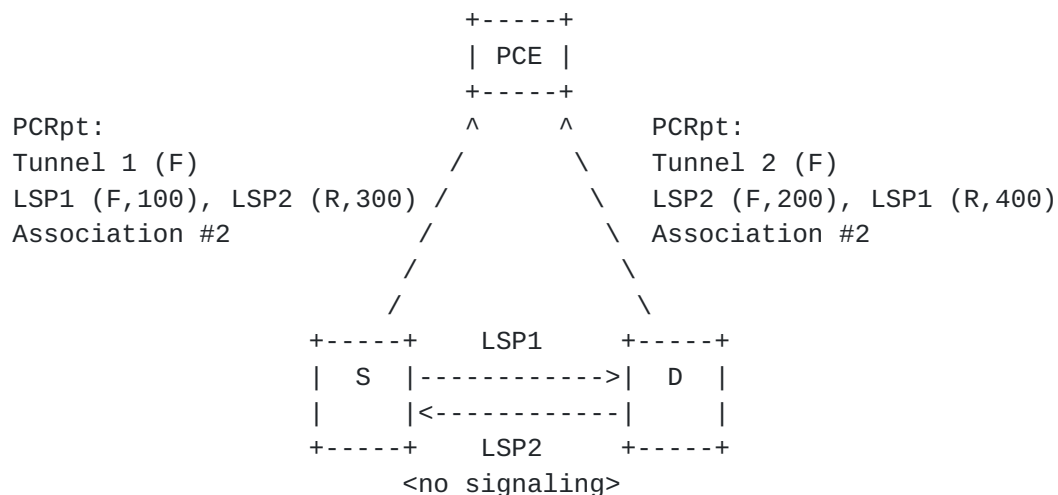 PCE
PCRpt: PCRpt:
Tunnel 1 (F) Tunnel 2 (F)
LSP1 (F,100), LSP2 (R,300) LSP2 (F,200), LSP1 (R,400)
Association #2 Association #2
LSP1
S D
LSP2
<no signaling>